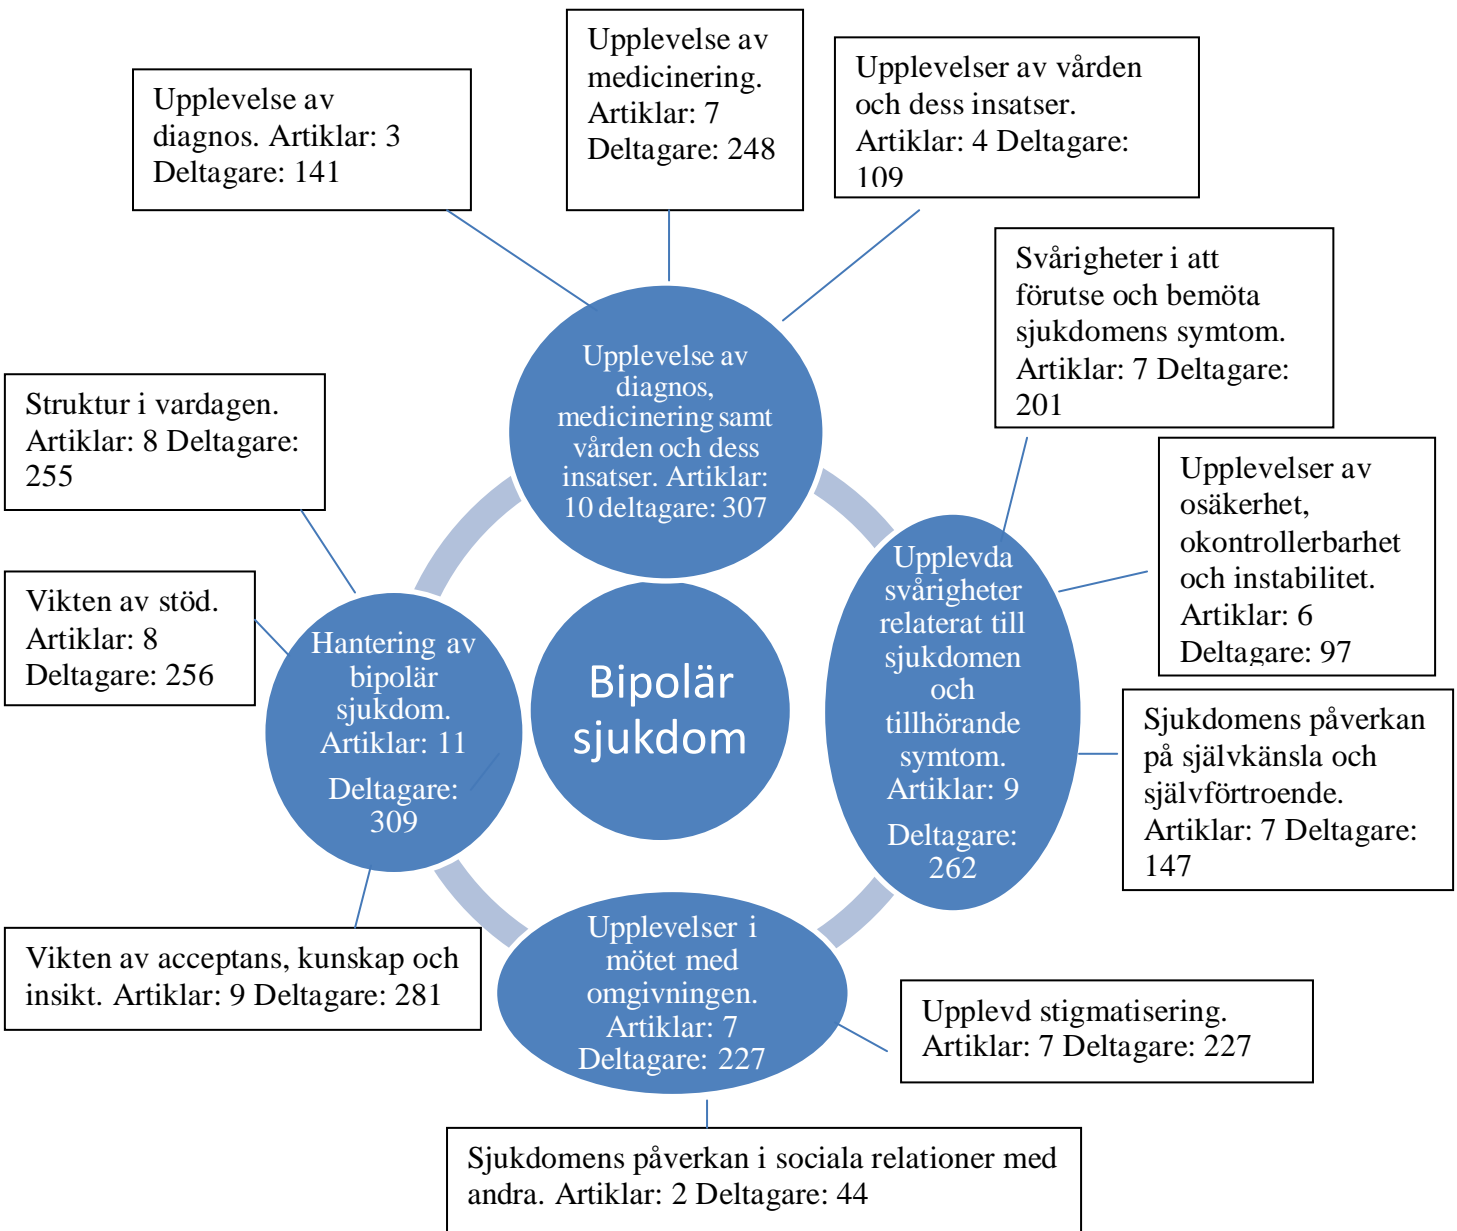 Upplevelse av
diagnos. Artiklar: 3
Deltagare: 141
Upplevelse av
medicinering.
Artiklar: 7
Deltagare: 248
Upplevelser av vården
och dess insatser.
Artiklar: 4 Deltagare:
109
Svårigheter i att
förutse och bemöta
sjukdomens symtom.
Artiklar: 7 Deltagare:
201
Upplevelse av
diagnos,
medicinering samt
vården och dess
insatser. Artiklar:
10 deltagare: 307
Struktur i vardagen.
Artiklar: 8 Deltagare:
255
Upplevelser av
osäkerhet,
okontrollerbarhet
och instabilitet.
Artiklar: 6
Deltagare: 97
Upplevda
svårigheter
relaterat till
sjukdomen
och
tillhörande
symtom.
Artiklar: 9
Deltagare:
262
Vikten av stöd.
Artiklar: 8
Deltagare: 256
Hantering av
bipolär
sjukdom.
Artiklar: 11
Deltagare:
309
Bipolär
sjukdom
Sjukdomens påverkan
på självkänsla och
självförtroende.
Artiklar: 7 Deltagare:
147
Vikten av acceptans, kunskap och
insikt. Artiklar: 9 Deltagare: 281
Upplevelser i
mötet med
omgivningen.
Artiklar: 7
Deltagare: 227
Upplevd stigmatisering.
Artiklar: 7 Deltagare: 227
Sjukdomens påverkan i sociala relationer med
andra. Artiklar: 2 Deltagare: 44